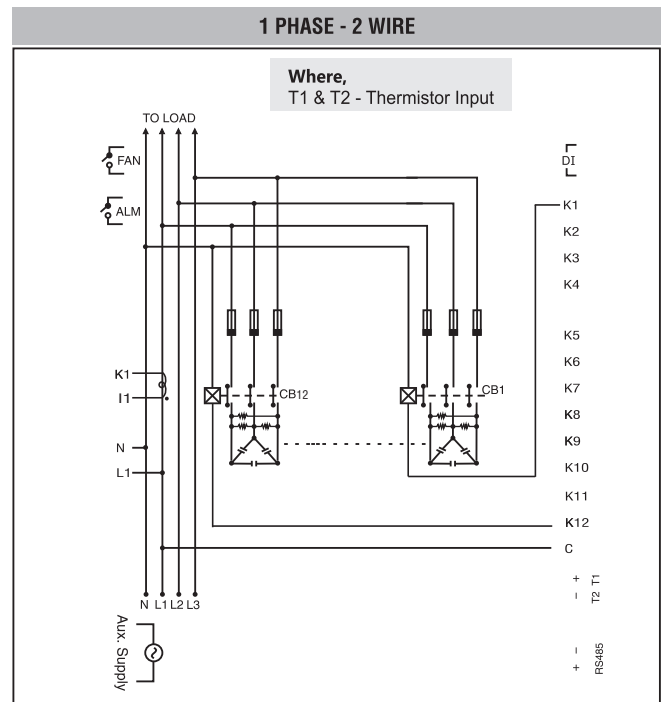 1 PHASE - 2 WIRE
Where,
T1 & T2 - Thermistor Input
TO LOAD
FAN
ALM
DI
K1
K2
K3
K4
K5
K6
K7
K8
K9
K10
K11
K12
C
CB12
CB1
K1
I1
N
L1
N L1 L2 L3
Aux. Supply
+ T1
- T2
- RS485
+